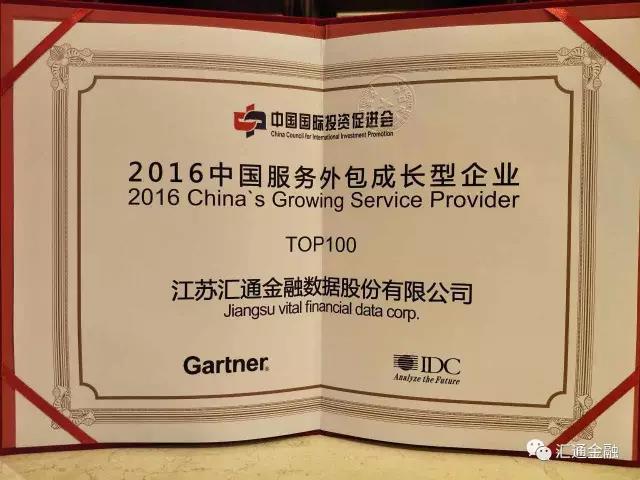 中国国际投资促进会
China Council for International Investment Promotion
2016中国服务外包成长型企业
2016 China`s Growing Service Provider
TOP100
江苏汇通金融数据股份有限公司
Jiangsu vital financial data corp.
Gartner®
IDC
Analyze the Future
汇通金融